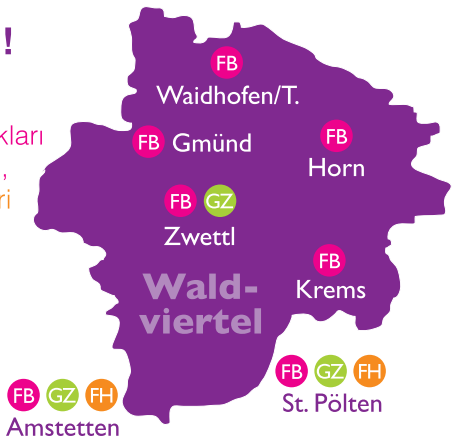 !
FB
Waidhofen/T.
kları
FB Gmünd
FB
Horn
,
ri
FB GZ
Zwettl
FB
Krems
Wald-
viertel
FB GZ FH
St. Pölten
FB GZ FH
Amstetten